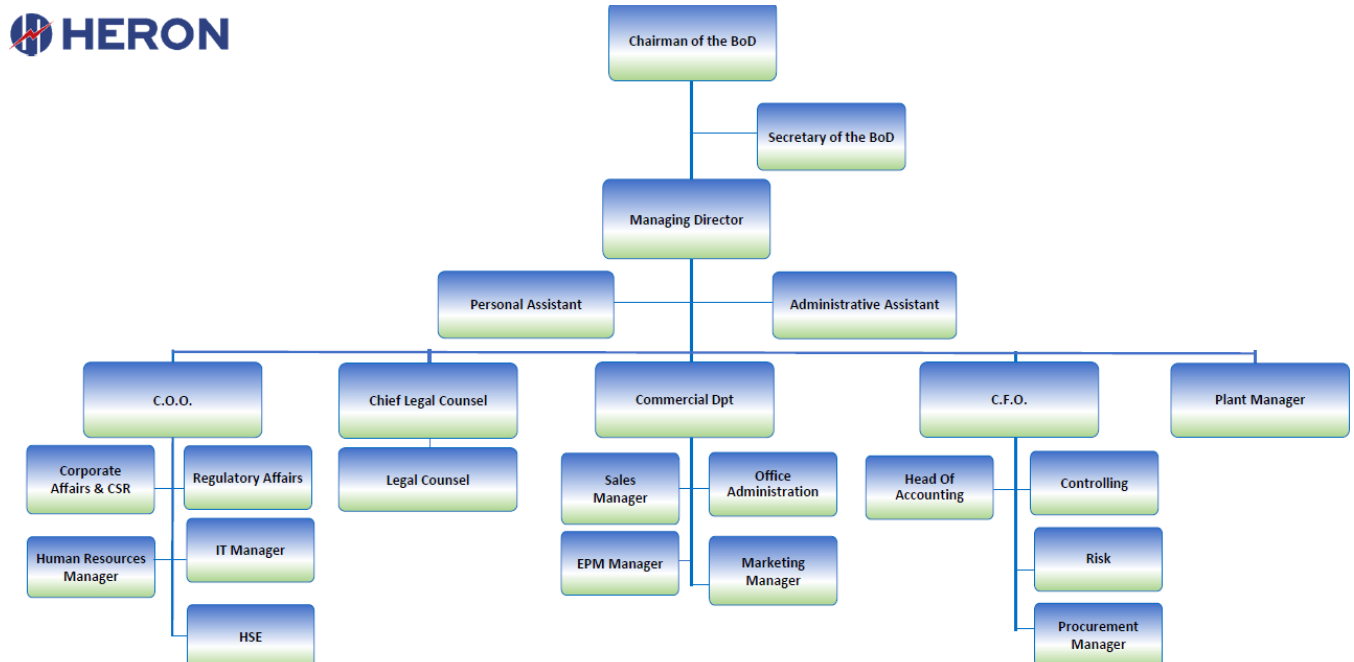 HERON
Chairman of the BoD
Secretary of the BoD
Managing Director
Personal Assistant
Administrative Assistant
C.O.O.
Chief Legal Counsel
Commercial Dpt
C.F.O.
Plant Manager
Corporate
Affairs & CSR
Regulatory Affairs
Human Resources
Manager
IT Manager
HSE
Legal Counsel
Sales
Manager
Office
Administration
EPM Manager
Marketing
Manager
Head Of
Accounting
Controlling
Risk
Procurement
Manager